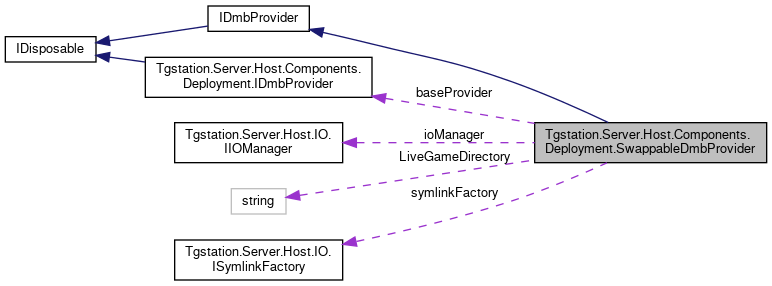 IDmbProvider
IDisposable
Tgstation.Server.Host.Components.
Deployment.IDmbProvider
baseProvider
Tgstation.Server.Host.IO.
IIOManager
ioManager
Tgstation.Server.Host.Components.
Deployment.SwappableDmbProvider
LiveGameDirectory
string
symlinkFactory
Tgstation.Server.Host.IO.
ISymlinkFactory